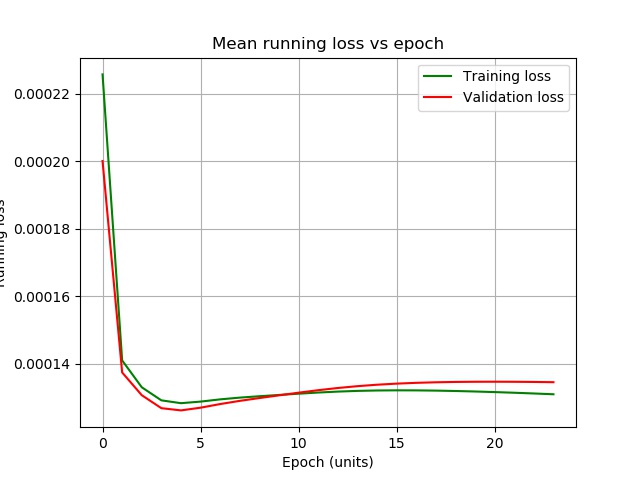 Mean running loss vs epoch
Training loss
Validation loss
0.00022
0.00020
0.00018
0.00016
0.00014
loss
0 5 10 15 20
Epoch (units)